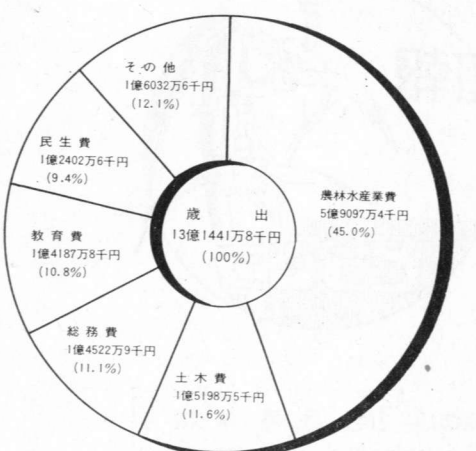 歳出
13億1441万8千円
(100%)
農林水産業費
5億9097万4千円
(45.0%)
土木費
1億5198万5千円
(11.6%)
総務費
1億4522万9千円
(11.1%)
教育費
1億4187万8千円
(10.8%)
民生費
1億2402万6千円
(9.4%)
その他
1億6032万6千円
(12.1%)